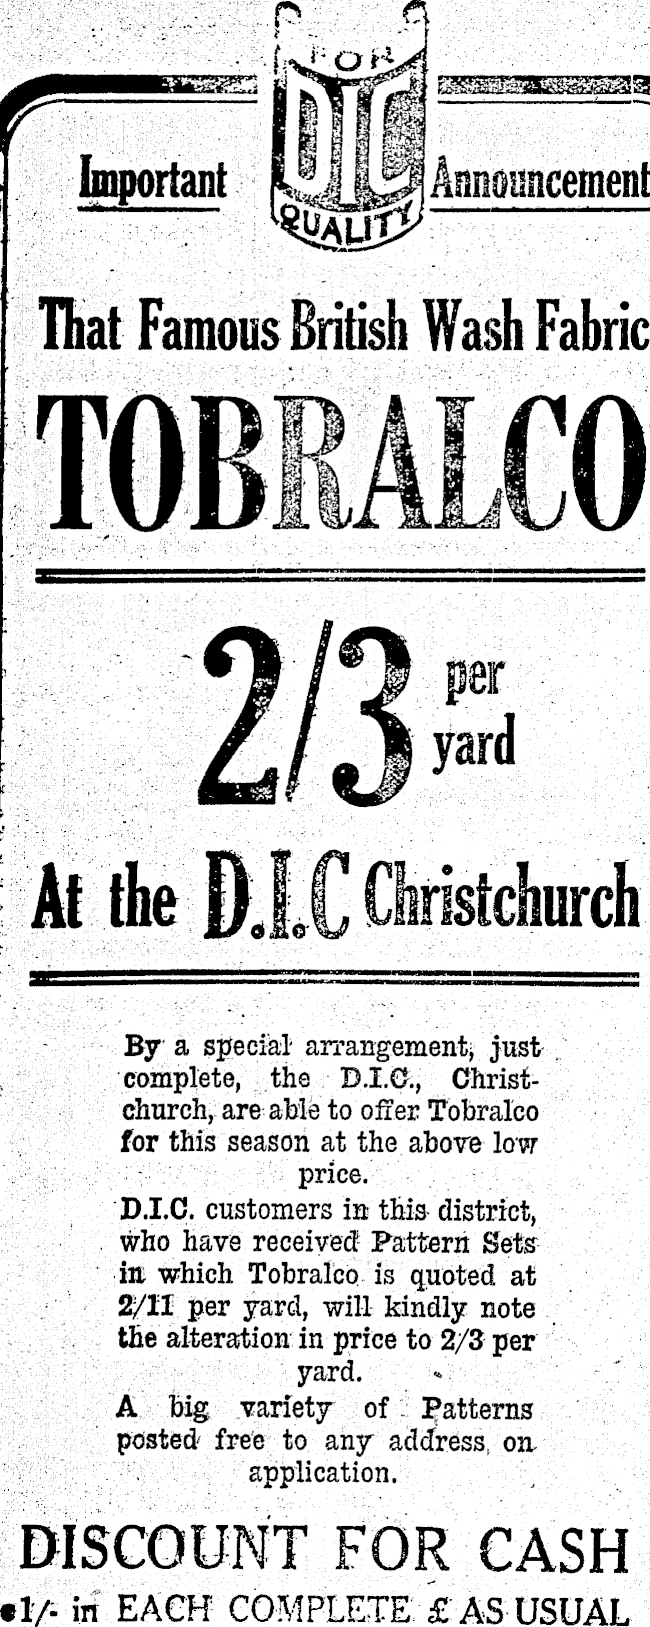 FOR
DIC
QUALITY
Important Announcement
That Famous British Wash Fabric
TOBRALCO
2/3 per
yard
At the D.I.C Christchurch
By a special arrangement, just
complete, the D.I.C., Christ-
church, are able to offer Tobralco
for this season at the above low
price.
D.I.C. customers in this district,
who have received Pattern Sets
in which Tobralco is quoted at
2/11 per yard, will kindly note
the alteration in price to 2/3 per
yard.
A big variety of Patterns
posted free to any address on
application.
DISCOUNT FOR CASH
1/- in EACH COMPLETE £ AS USUAL